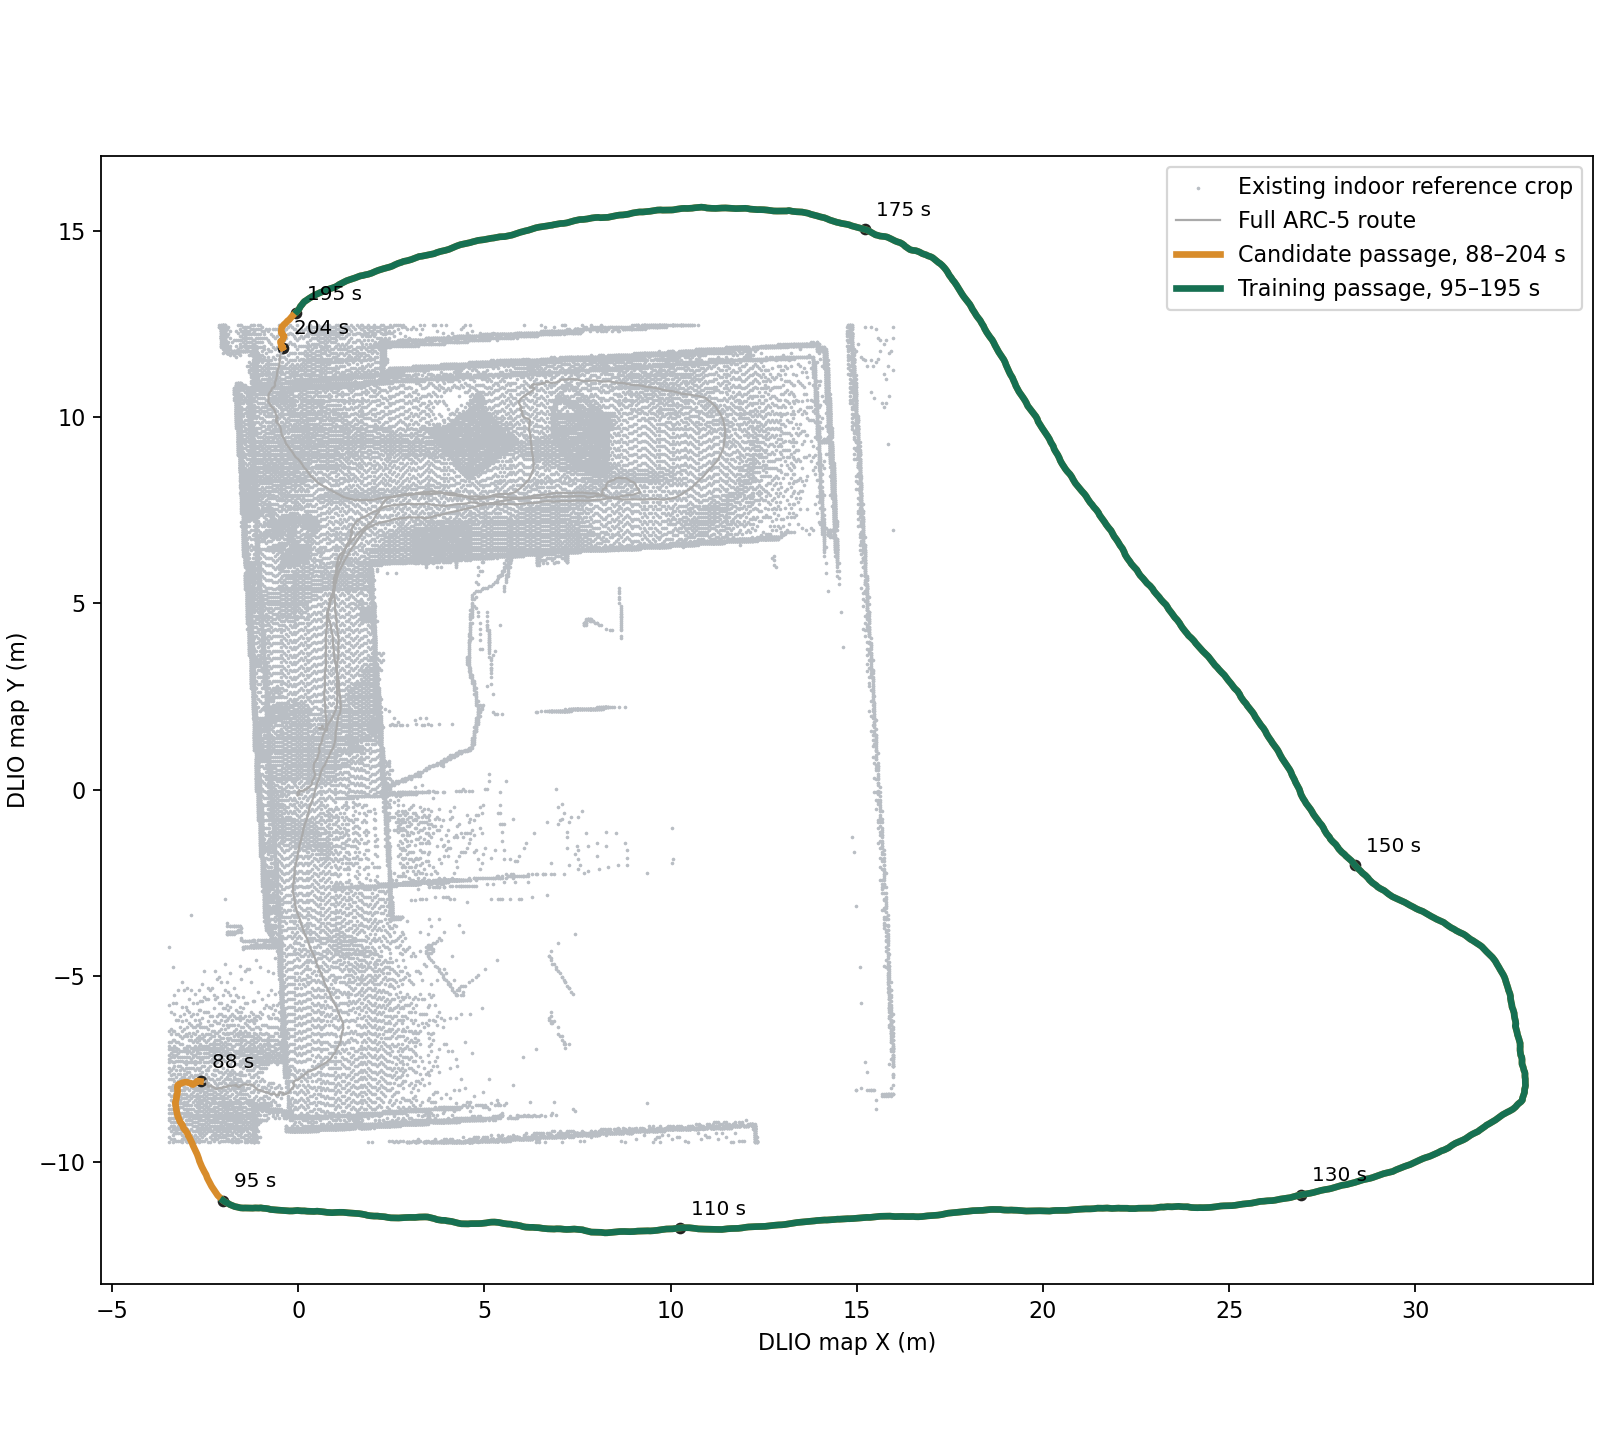 Existing indoor reference crop
Full ARC-5 route
Candidate passage, 88–204 s
Training passage, 95–195 s
175 s
195 s
204 s
150 s
88 s
95 s
130 s
110 s
15
10
5
0
−5
−10
DLIO map Y (m)
−5 0 5 10 15 20 25 30
DLIO map X (m)